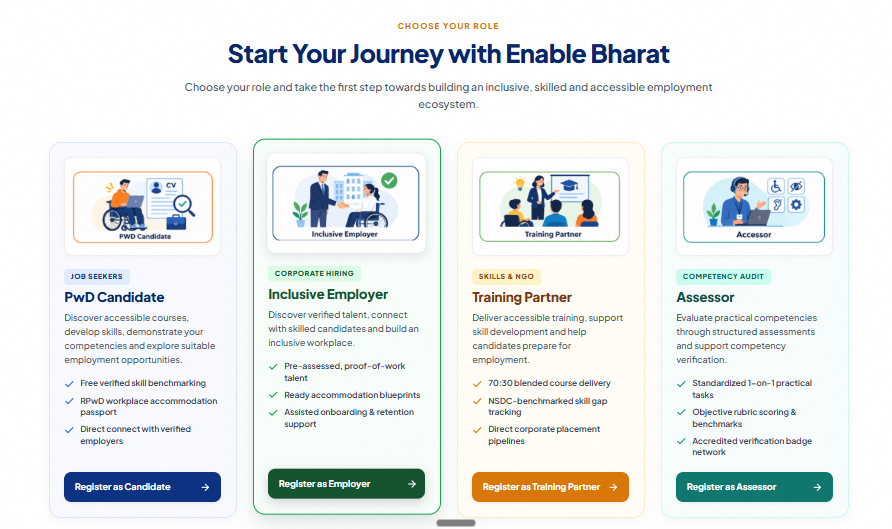 CHOOSE YOUR ROLE
Start Your Journey with Enable Bharat
Choose your role and take the first step towards building an inclusive, skilled and accessible employment
ecosystem.
CV
PWD Candidate
JOB SEEKERS
PwD Candidate
Discover accessible courses,
develop skills, demonstrate your
competencies and explore suitable
employment opportunities.
Free verified skill benchmarking
RPwD workplace accommodation
passport
Direct connect with verified
employers
Register as Candidate
Inclusive Employer
CORPORATE HIRING
Inclusive Employer
Discover verified talent, connect
with skilled candidates and build an
inclusive workplace.
Pre-assessed, proof-of-work
talent
Ready accommodation blueprints
Assisted onboarding & retention
support
Register as Employer
Training Partner
SKILLS & NGO
Training Partner
Deliver accessible training, support
skill development and help
candidates prepare for
employment.
70:30 blended course delivery
NSDC-benchmarked skill gap
tracking
Direct corporate placement
pipelines
Register as Training Partner
Accessor
COMPETENCY AUDIT
Assessor
Evaluate practical competencies
through structured assessments
and support competency
verification.
Standardized 1-on-1 practical
tasks
Objective rubric scoring &
benchmarks
Accredited verification badge
network
Register as Assessor